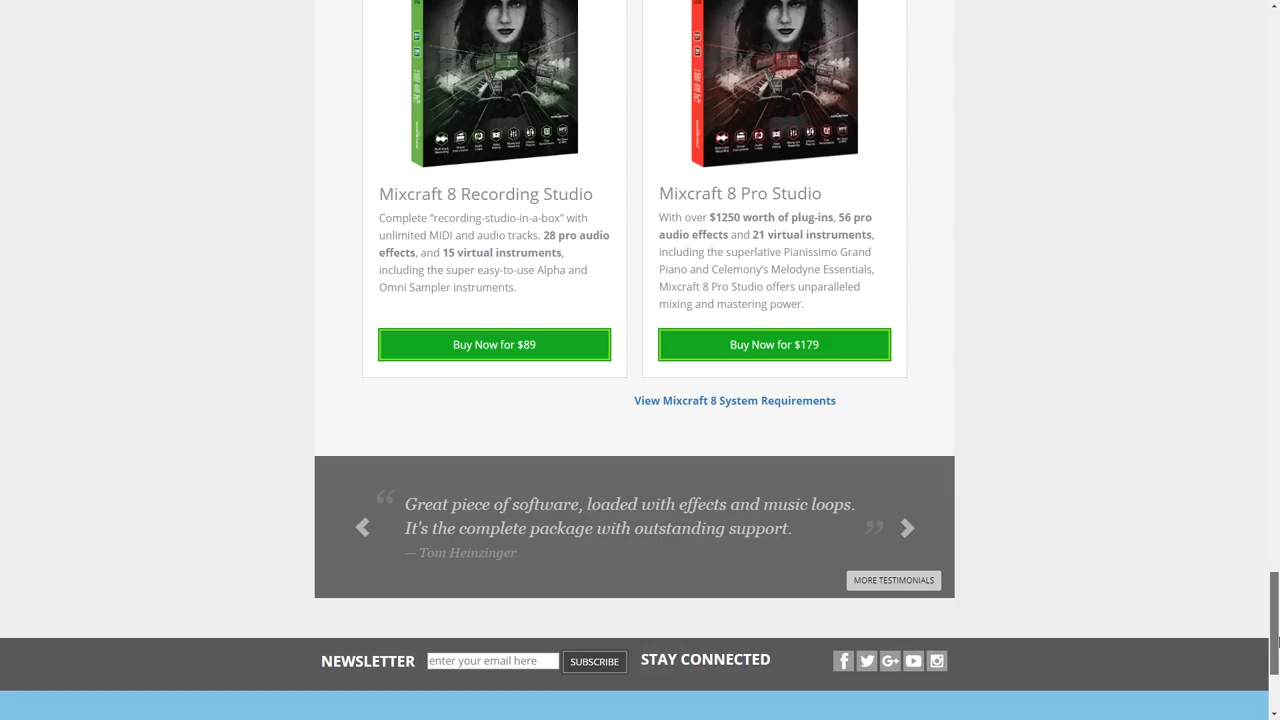 Mixcraft 8 Recording Studio
Complete “recording-studio-in-a-box” with
unlimited MIDI and audio tracks. 28 pro audio
effects, and 15 virtual instruments,
including the super easy-to-use Alpha and
Omni Sampler instruments.
Buy Now for $89
Mixcraft 8 Pro Studio
With over $1250 worth of plug-ins, 56 pro
audio effects and 21 virtual instruments,
including the superlative Pianissimo Grand
Piano and Celemony’s Melodyne Essentials,
Mixcraft 8 Pro Studio offers unparalleled
mixing and mastering power.
Buy Now for $179
View Mixcraft 8 System Requirements
“ Great piece of software, loaded with effects and music loops.
It's the complete package with outstanding support. ”
— Tom Heinzinger
MORE TESTIMONIALS
NEWSLETTER enter your email here SUBSCRIBE STAY CONNECTED